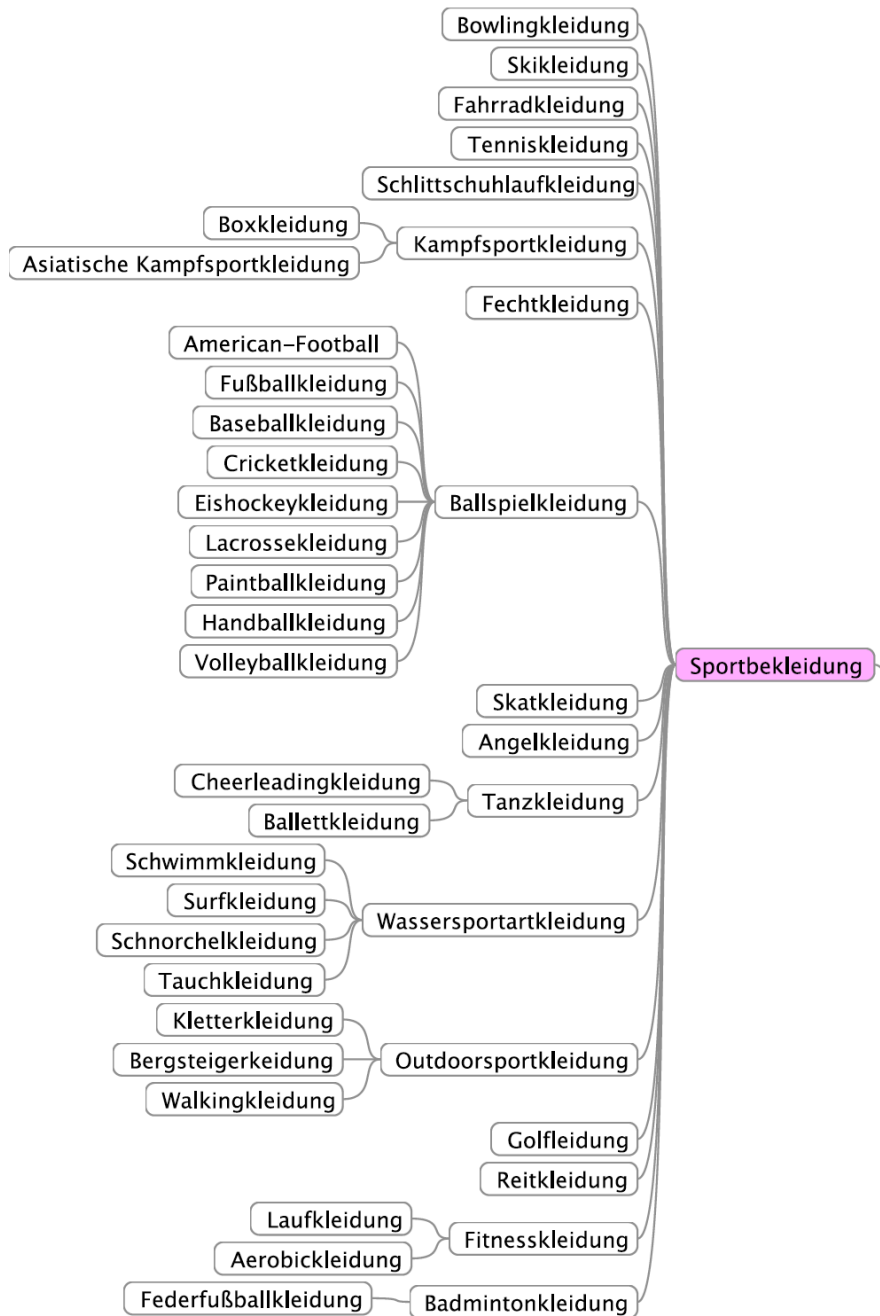 Bowlingkleidung
Skikleidung
Fahrradkleidung
Tenniskleidung
Schlittschuhlaufkleidung
Boxkleidung
Asiatische Kampfsportkleidung
Kampfsportkleidung
Fechtkleidung
American-Football
Fußballkleidung
Baseballkleidung
Cricketkleidung
Eishockeykleidung
Lacrossekleidung
Paintballkleidung
Handballkleidung
Volleyballkleidung
Ballspielkleidung
Sportbekleidung
Skatkleidung
Angelkleidung
Cheerleadingkleidung
Ballettkleidung
Tanzkleidung
Schwimmkleidung
Surfkleidung
Schnorchelkleidung
Tauchkleidung
Wassersportartkleidung
Kletterkleidung
Bergsteigerkeidung
Walkingkleidung
Outdoorsportkleidung
Golfleidung
Reitkleidung
Laufkleidung
Aerobickleidung
Fitnesskleidung
Federfußballkleidung
Badmintonkleidung